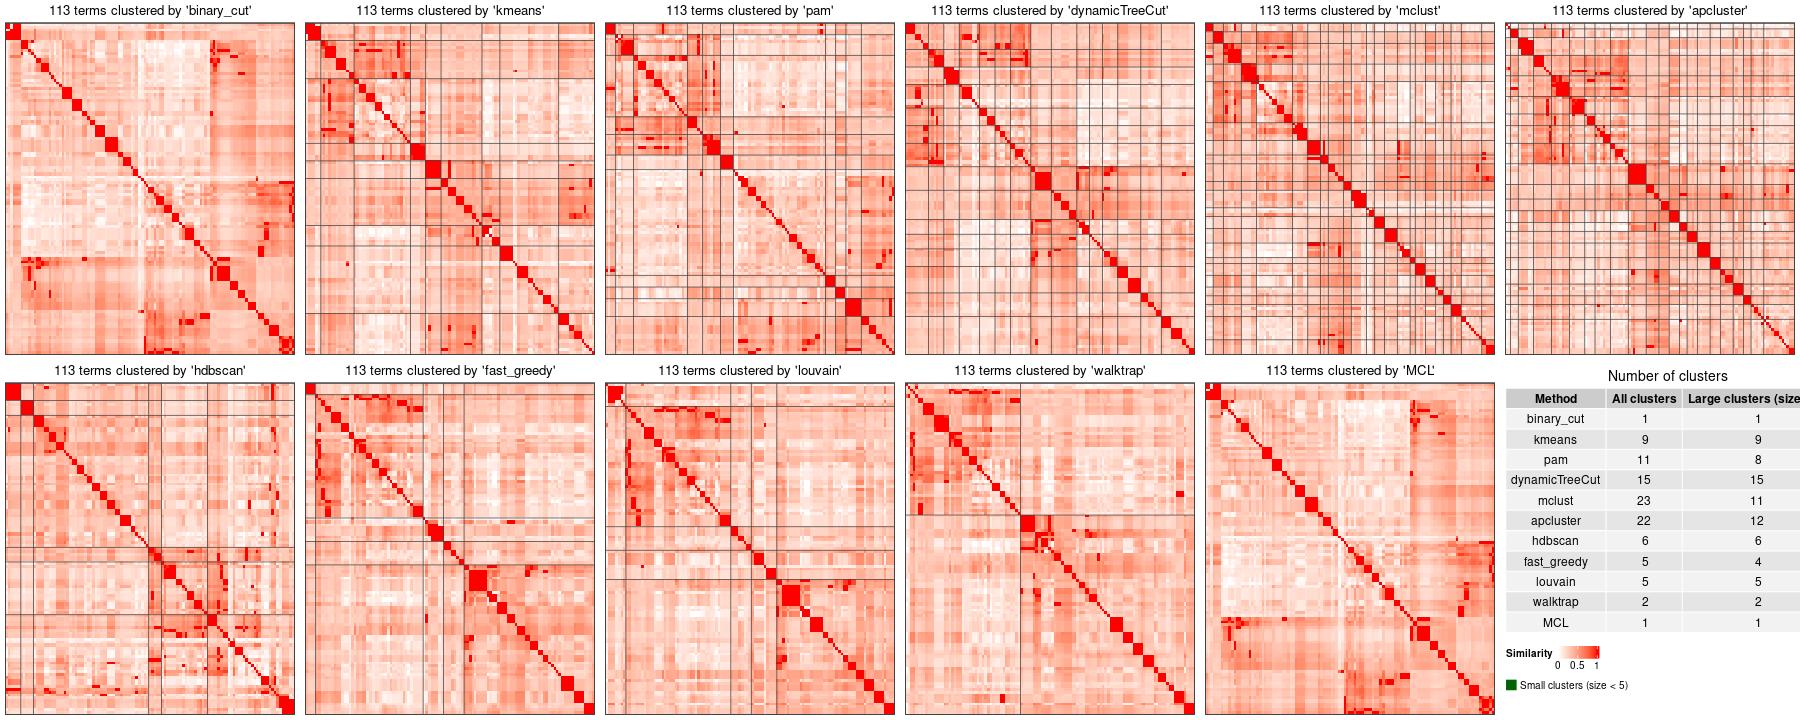 113 terms clustered by 'binary_cut'
113 terms clustered by 'kmeans'
113 terms clustered by 'pam'
113 terms clustered by 'dynamicTreeCut'
113 terms clustered by 'mclust'
113 terms clustered by 'apcluster'
113 terms clustered by 'hdbscan'
113 terms clustered by 'fast_greedy'
113 terms clustered by 'louvain'
113 terms clustered by 'walktrap'
113 terms clustered by 'MCL'
Number of clusters
Method All clusters Large clusters (size
binary_cut 1 1
kmeans 9 9
pam 11 8
dynamicTreeCut 15 15
mclust 23 11
apcluster 22 12
hdbscan 6 6
fast_greedy 5 4
louvain 5 5
walktrap 2 2
MCL 1 1
Similarity
0 0.5 1
Small clusters (size < 5)